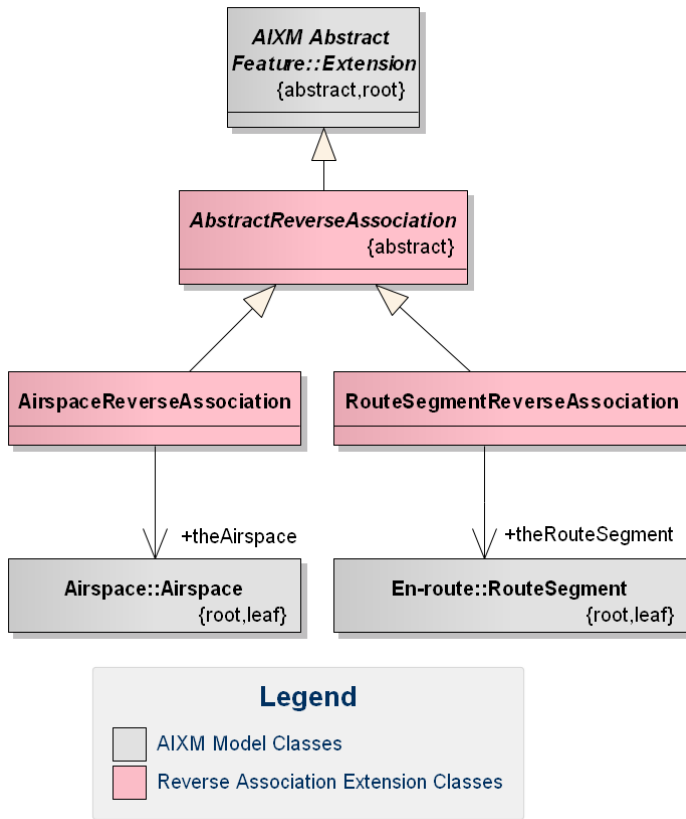 AIXM Abstract
Feature::Extension
{abstract,root}
AbstractReverseAssociation
{abstract}
AirspaceReverseAssociation
RouteSegmentReverseAssociation
+theAirspace
+theRouteSegment
Airspace::Airspace
{root,leaf}
En-route::RouteSegment
{root,leaf}
Legend
AIXM Model Classes
Reverse Association Extension Classes